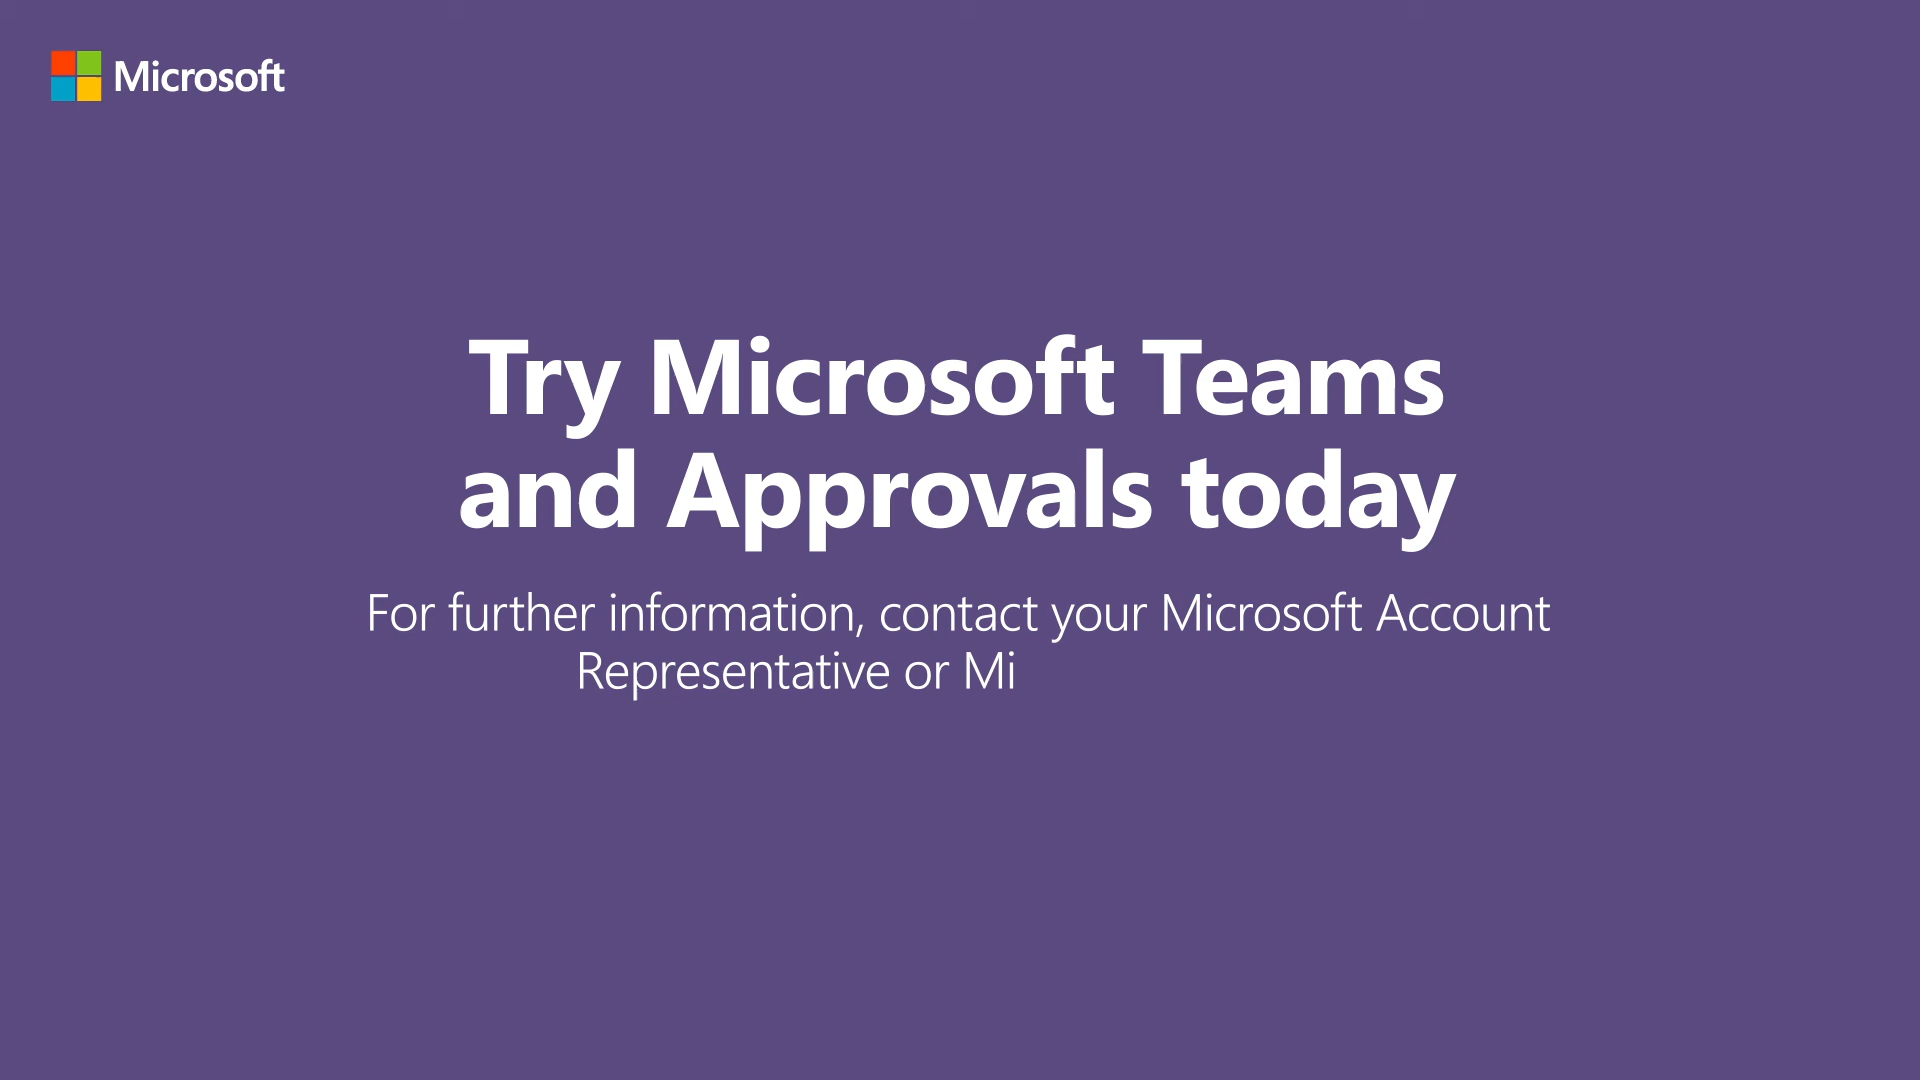 Microsoft
Try Microsoft Teams
and Approvals today
For further information, contact your Microsoft Account
Representative or Mi